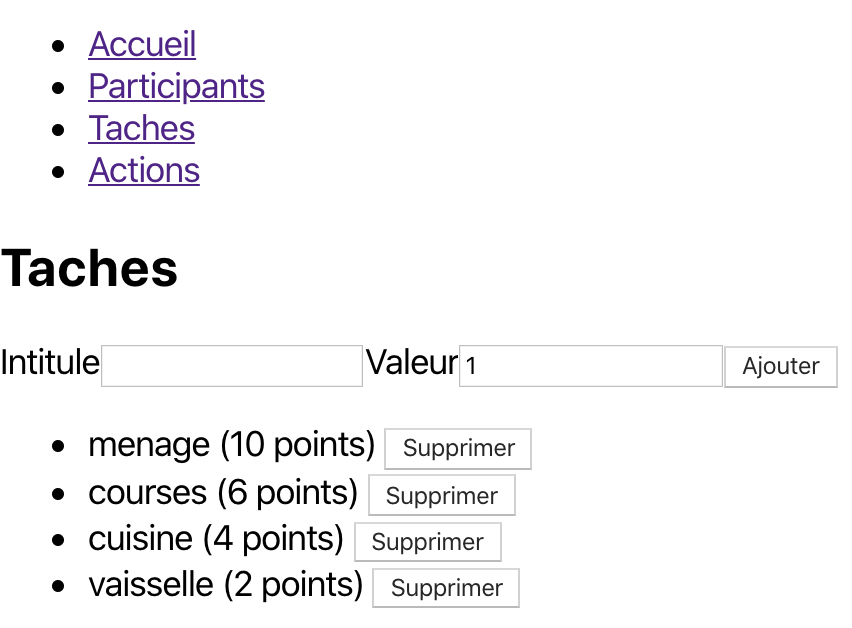 Accueil
Participants
Taches
Actions
Taches
Intitule Valeur 1 Ajouter
menage (10 points) Supprimer
courses (6 points) Supprimer
cuisine (4 points) Supprimer
vaisselle (2 points) Supprimer